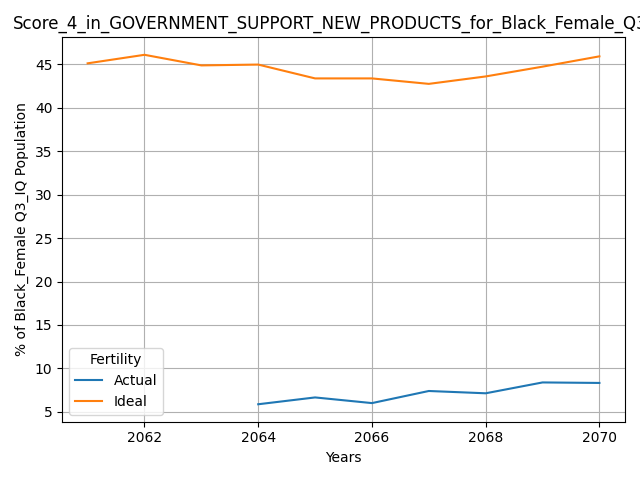 Score_4_in_GOVERNMENT_SUPPORT_NEW_PRODUCTS_for_Black_Female_Q3
45
40
35
30
25
20
15
10
5
% of Black_Female Q3_IQ Population
Fertility
Actual
Ideal
2062 2064 2066 2068 2070
Years